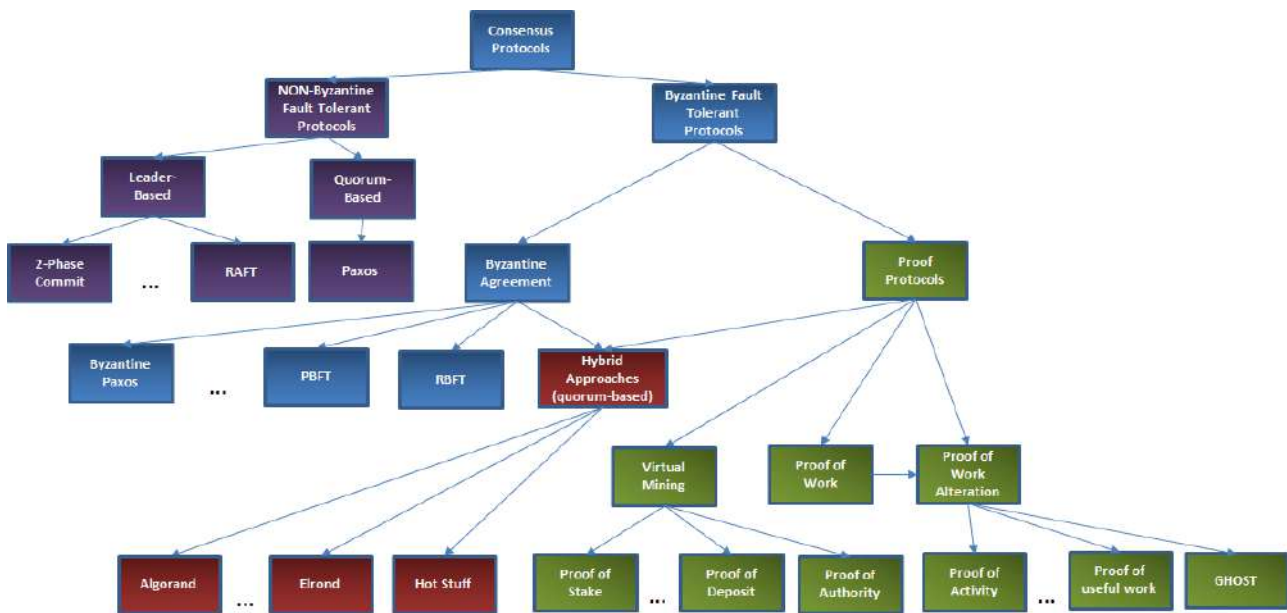 Consensus
Protocols
NON-Byzantine
Fault Tolerant
Protocols
Byzantine Fault
Tolerant
Protocols
Leader-
Based
Quorum-
Based
2-Phase
Commit
...
RAFT
Paxos
Byzantine
Agreement
Proof
Protocols
Byzantine
Paxos
...
PBFT
RBFT
Hybrid
Approaches
(quorum-based)
Virtual
Mining
Proof of
Work
Proof of
Work
Alteration
Algorand
...
Elrond
Hot Stuff
Proof of
Stake
...
Proof of
Deposit
Proof of
Authority
Proof of
Activity
...
Proof of
useful work
GHOST